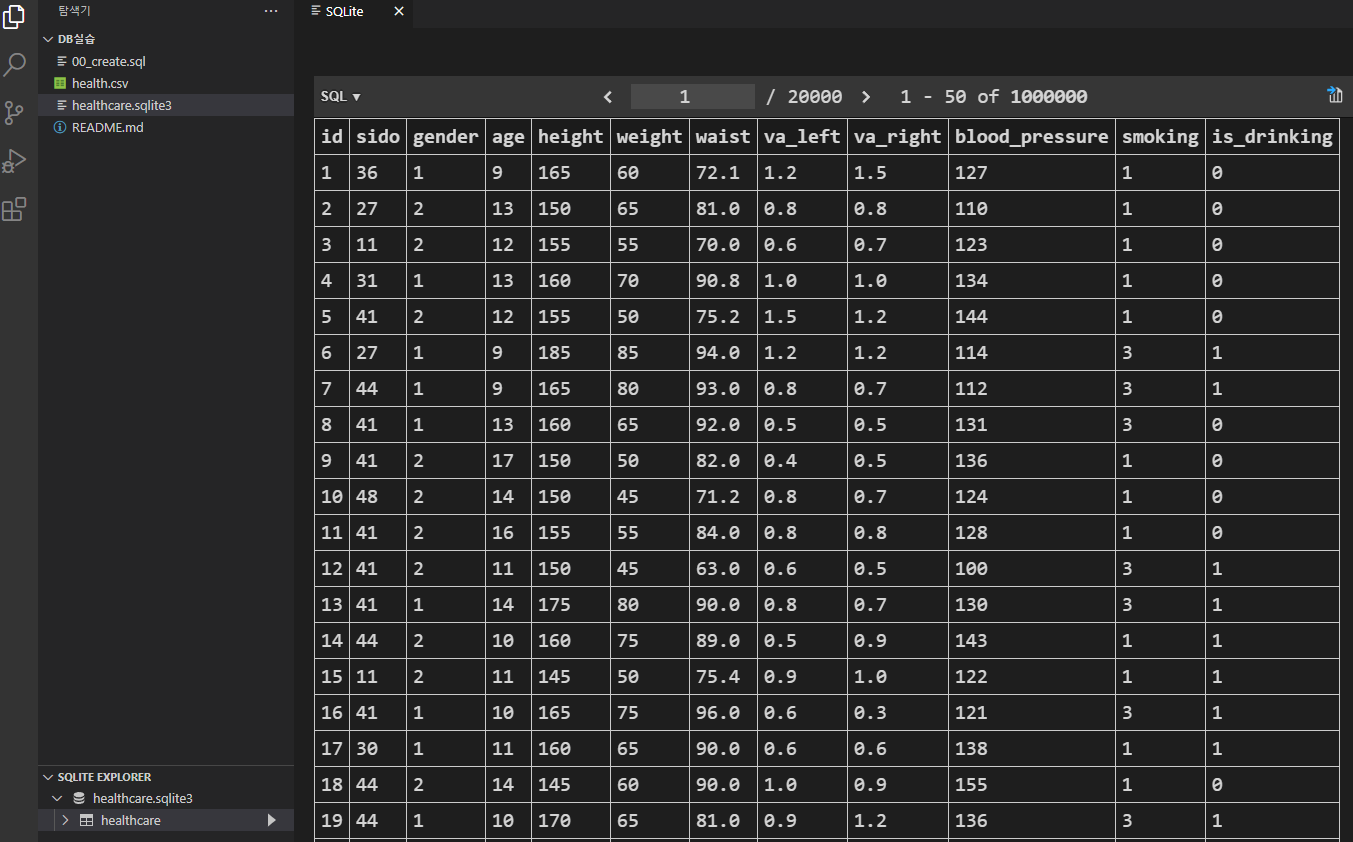 탐색기 ···
SQLite ×
DB실습
00_create.sql
health.csv
healthcare.sqlite3
README.md
SQL ▼ < 1 / 20000 > 1 - 50 of 1000000
id sido gender age height weight waist va_left va_right blood_pressure smoking is_drinking
1 36 1 9 165 60 72.1 1.2 1.5 127 1 0
2 27 2 13 150 65 81.0 0.8 0.8 110 1 0
3 11 2 12 155 55 70.0 0.6 0.7 123 1 0
4 31 1 13 160 70 90.8 1.0 1.0 134 1 0
5 41 2 12 155 50 75.2 1.5 1.2 144 1 0
6 27 1 9 185 85 94.0 1.2 1.2 114 3 1
7 44 1 9 165 80 93.0 0.8 0.7 112 3 1
8 41 1 13 160 65 92.0 0.5 0.5 131 3 0
9 41 2 17 150 50 82.0 0.4 0.5 136 1 0
10 48 2 14 150 45 71.2 0.8 0.7 124 1 0
11 41 2 16 155 55 84.0 0.8 0.8 128 1 0
12 41 2 11 150 45 63.0 0.6 0.5 100 3 1
13 41 1 14 175 80 90.0 0.8 0.7 130 3 1
14 44 2 10 160 75 89.0 0.5 0.9 143 1 1
15 11 2 11 145 50 75.4 0.9 1.0 122 1 1
16 41 1 10 165 75 96.0 0.6 0.3 121 3 1
17 30 1 11 160 65 90.0 0.6 0.6 138 1 1
18 44 2 14 145 60 90.0 1.0 0.9 155 1 0
19 44 1 10 170 65 81.0 0.9 1.2 136 3 1
SQLITE EXPLORER
healthcare.sqlite3
healthcare